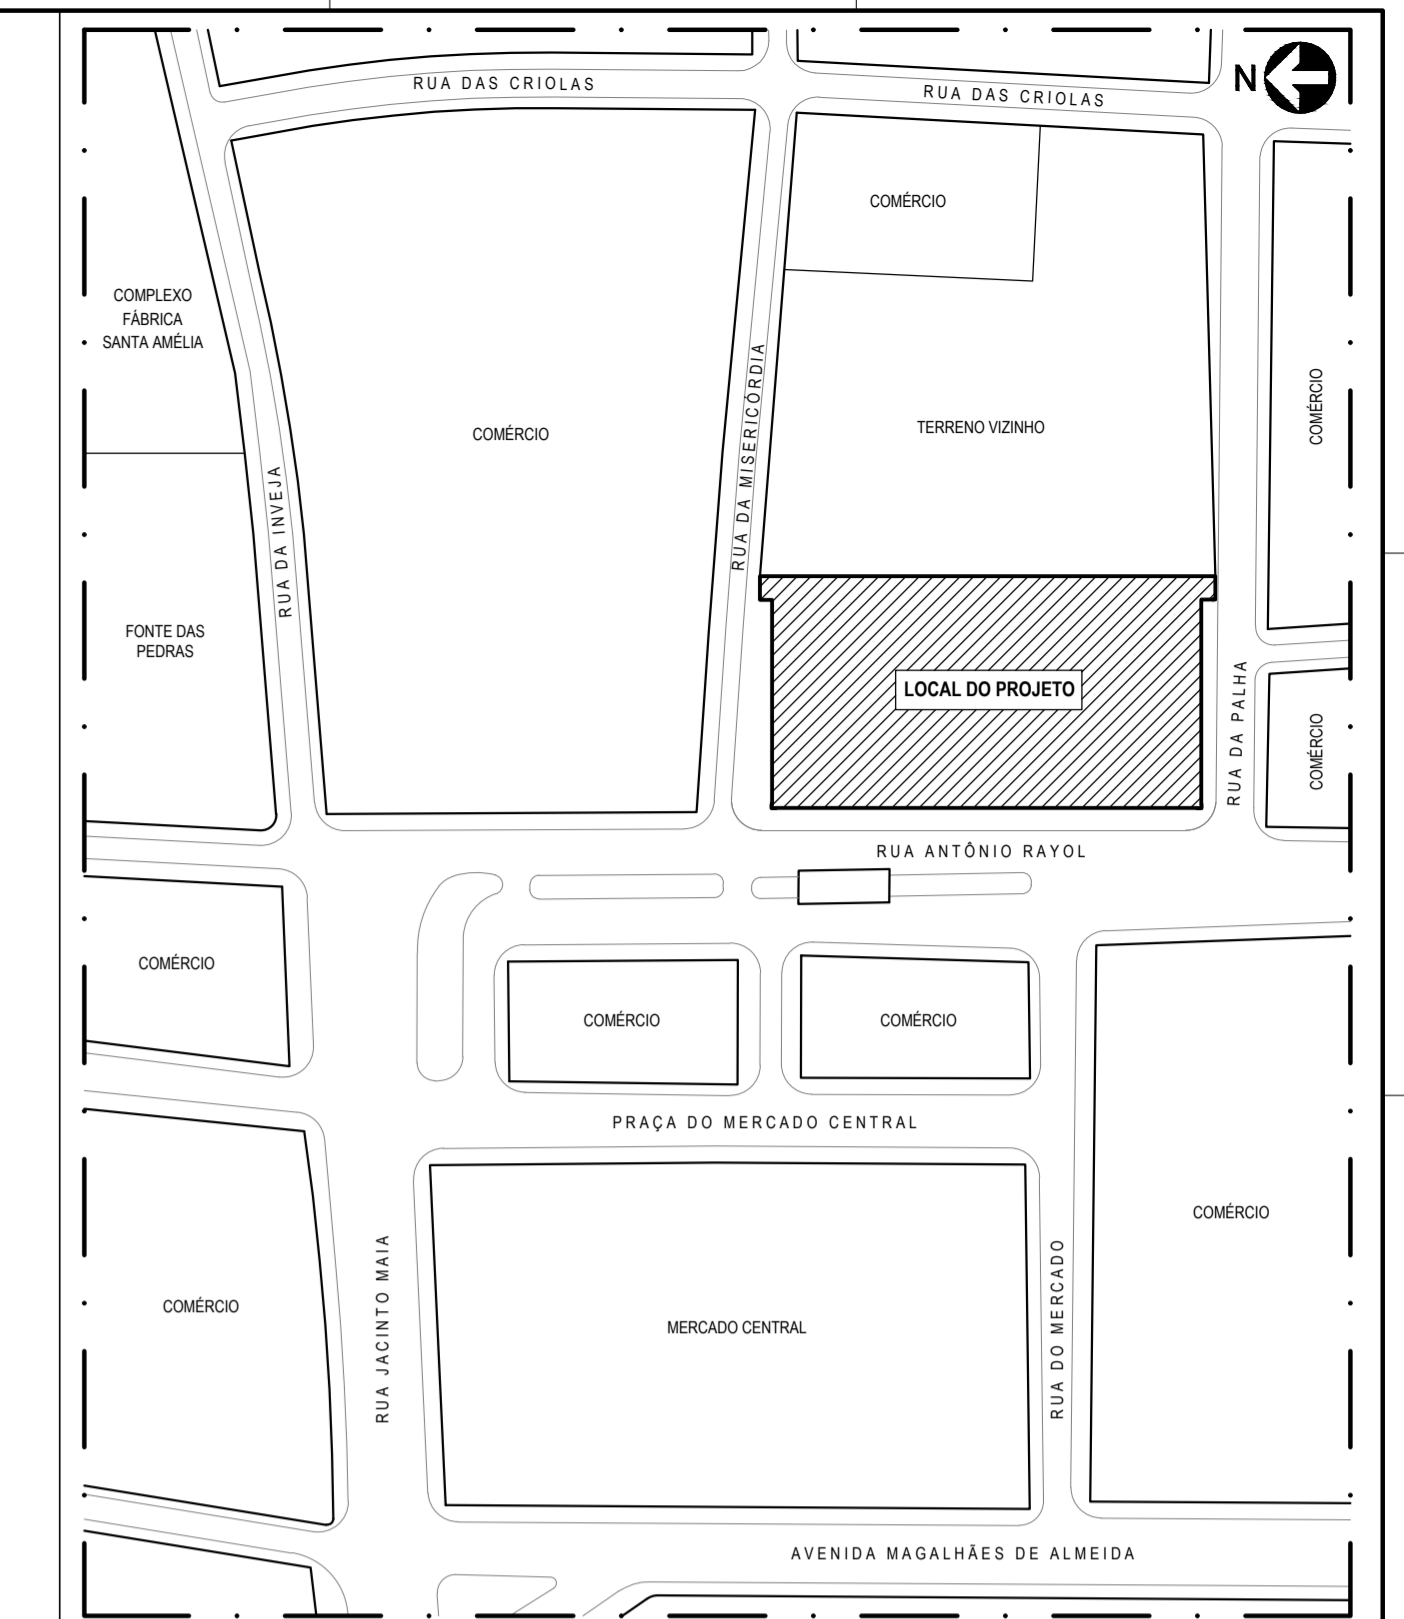 RUA DAS CRIOLAS
RUA DAS CRIOLAS
N
COMÉRCIO
COMPLEXO
FÁBRICA
SANTA AMÉLIA
COMÉRCIO
RUA DA MISERICÓRDIA
TERRENO VIZINHO
COMÉRCIO
RUA DA INVEJA
FONTE DAS
PEDRAS
LOCAL DO PROJETO
RUA DA PALHA
COMÉRCIO
RUA ANTÔNIO RAYOL
COMÉRCIO
COMÉRCIO
COMÉRCIO
PRAÇA DO MERCADO CENTRAL
COMÉRCIO
COMÉRCIO
RUA JACINTO MAIA
MERCADO CENTRAL
RUA DO MERCADO
AVENIDA MAGALHÃES DE ALMEIDA